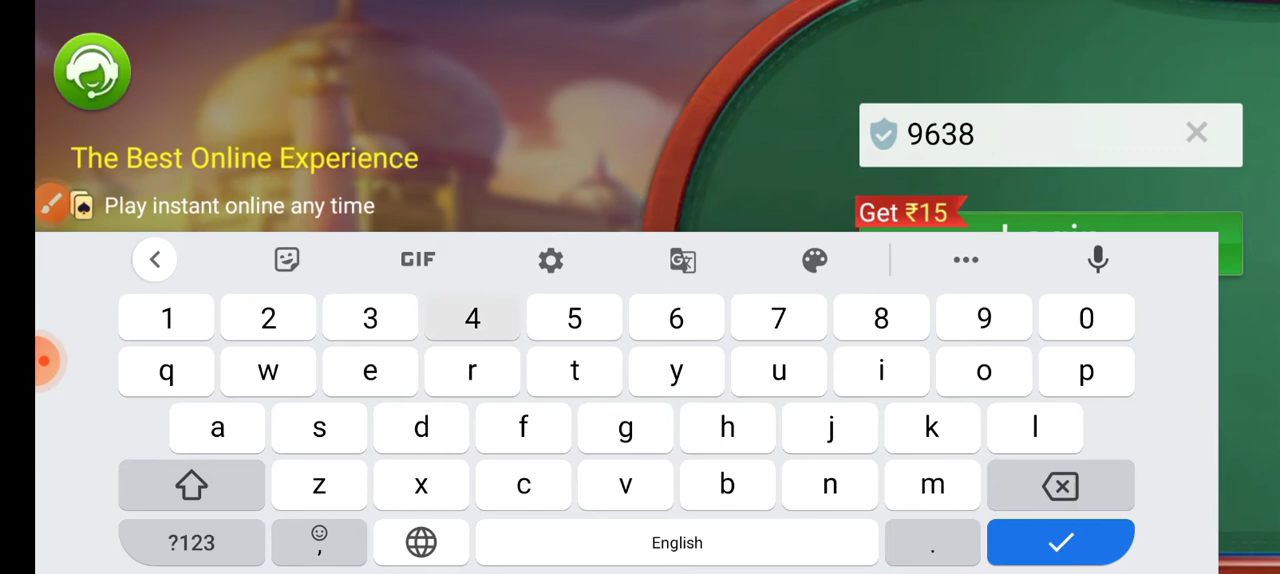 The Best Online Experience
Play instant online any time
9638
Get ₹15
Login
GIF
1 2 3 4 5 6 7 8 9 0
q w e r t y u i o p
a s d f g h j k l
z x c v b n m
?123 , English .